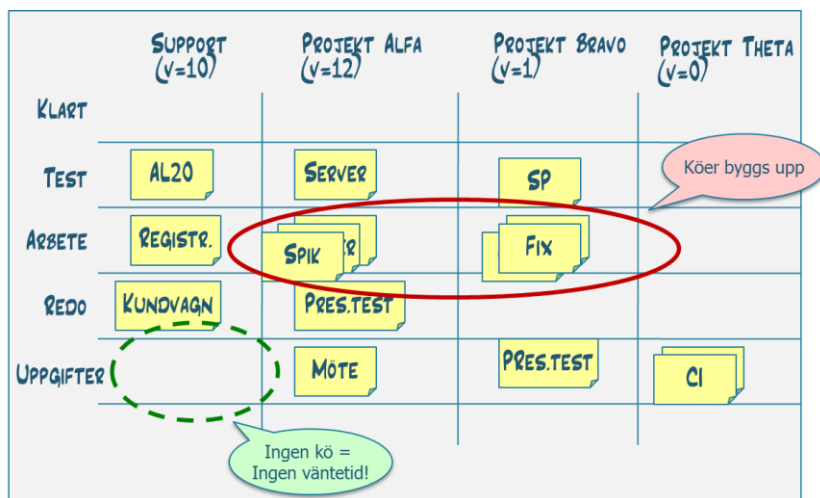 SUPPORT
(V=10)
PROJEKT ALFA
(V=12)
PROJEKT BRAVO
(V=1)
PROJEKT THETA
(V=0)
KLART
TEST
AL20
SERVER
SP
Köer byggs upp
ARBETE
REGISTR.
SPIK
FIX
REDO
KUNDVAGN
PRES.TEST
UPPGIFTER
MÖTE
PRES.TEST
CI
Ingen kö =
Ingen väntetid!